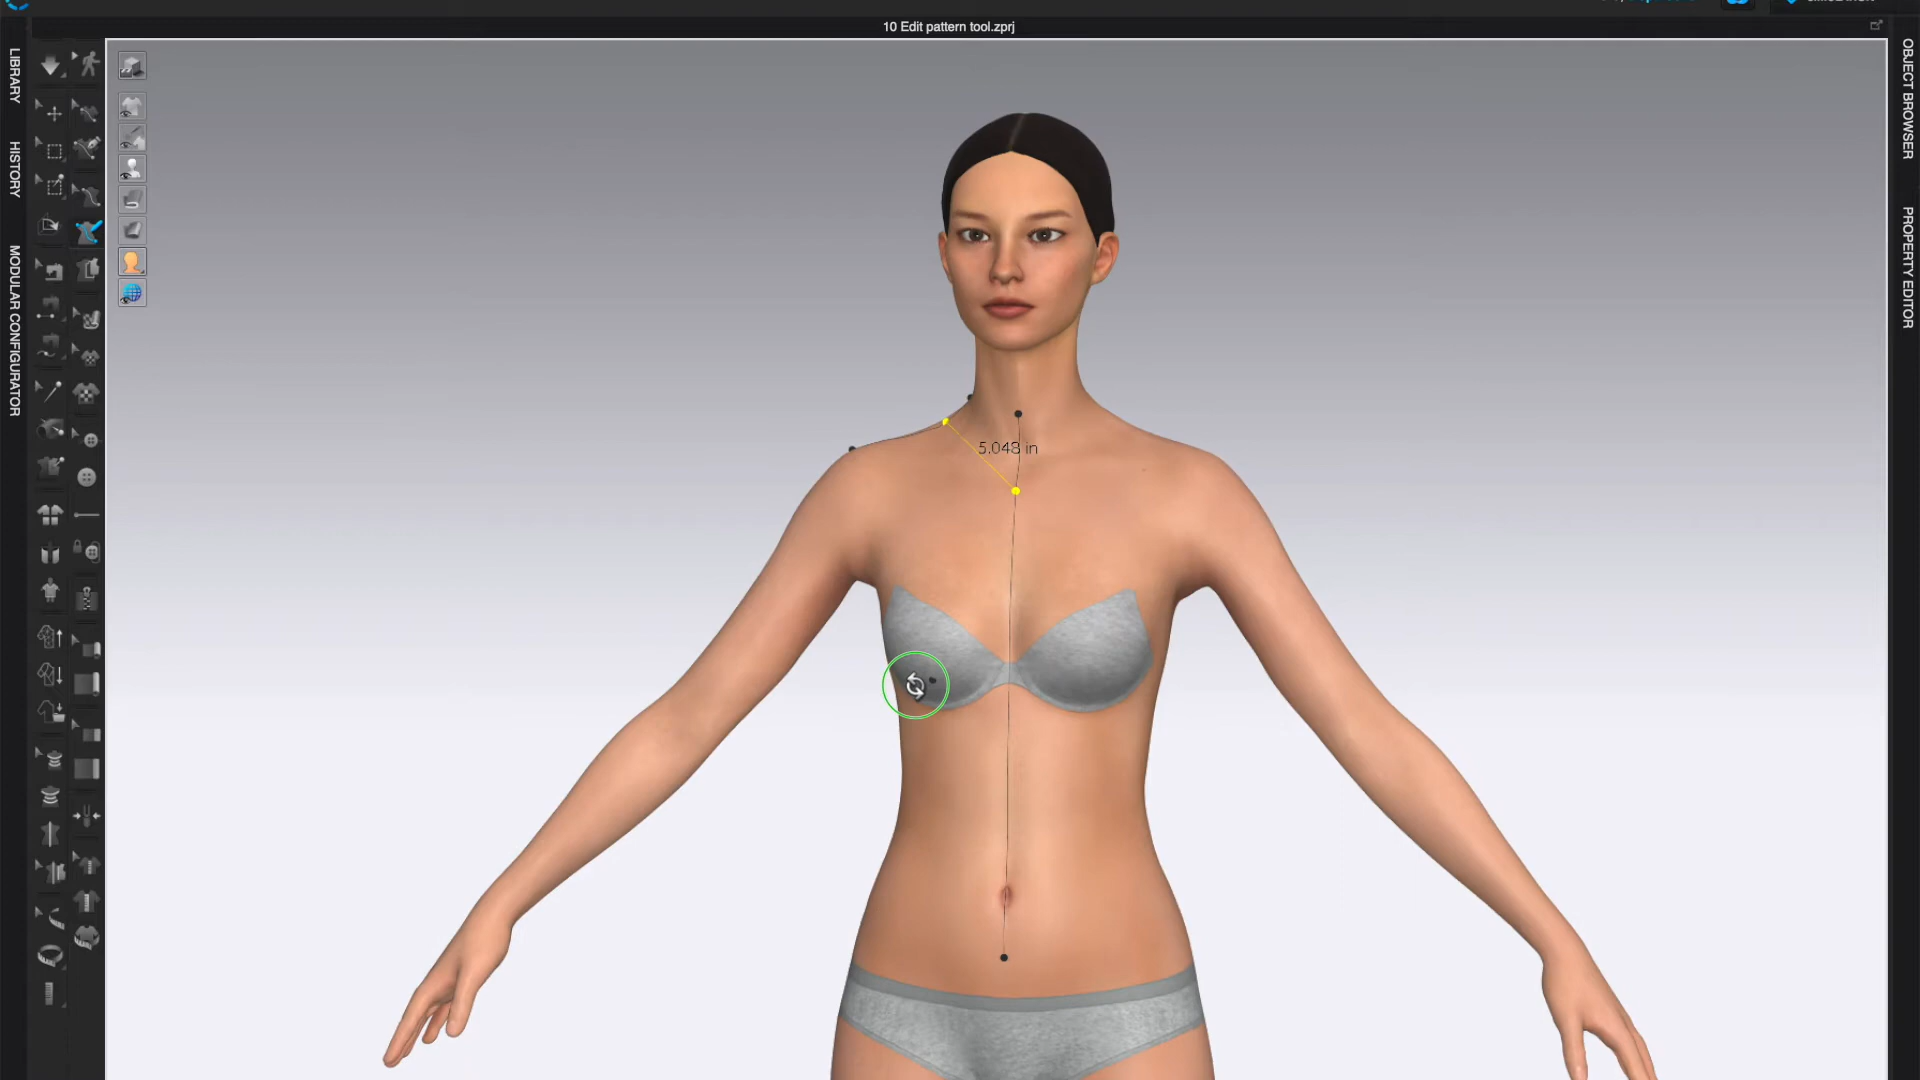 10 Edit pattern tool.zprj
LIBRARY
HISTORY
MODULAR CONFIGURATOR
OBJECT BROWSER
PROPERTY EDITOR
5.048 in